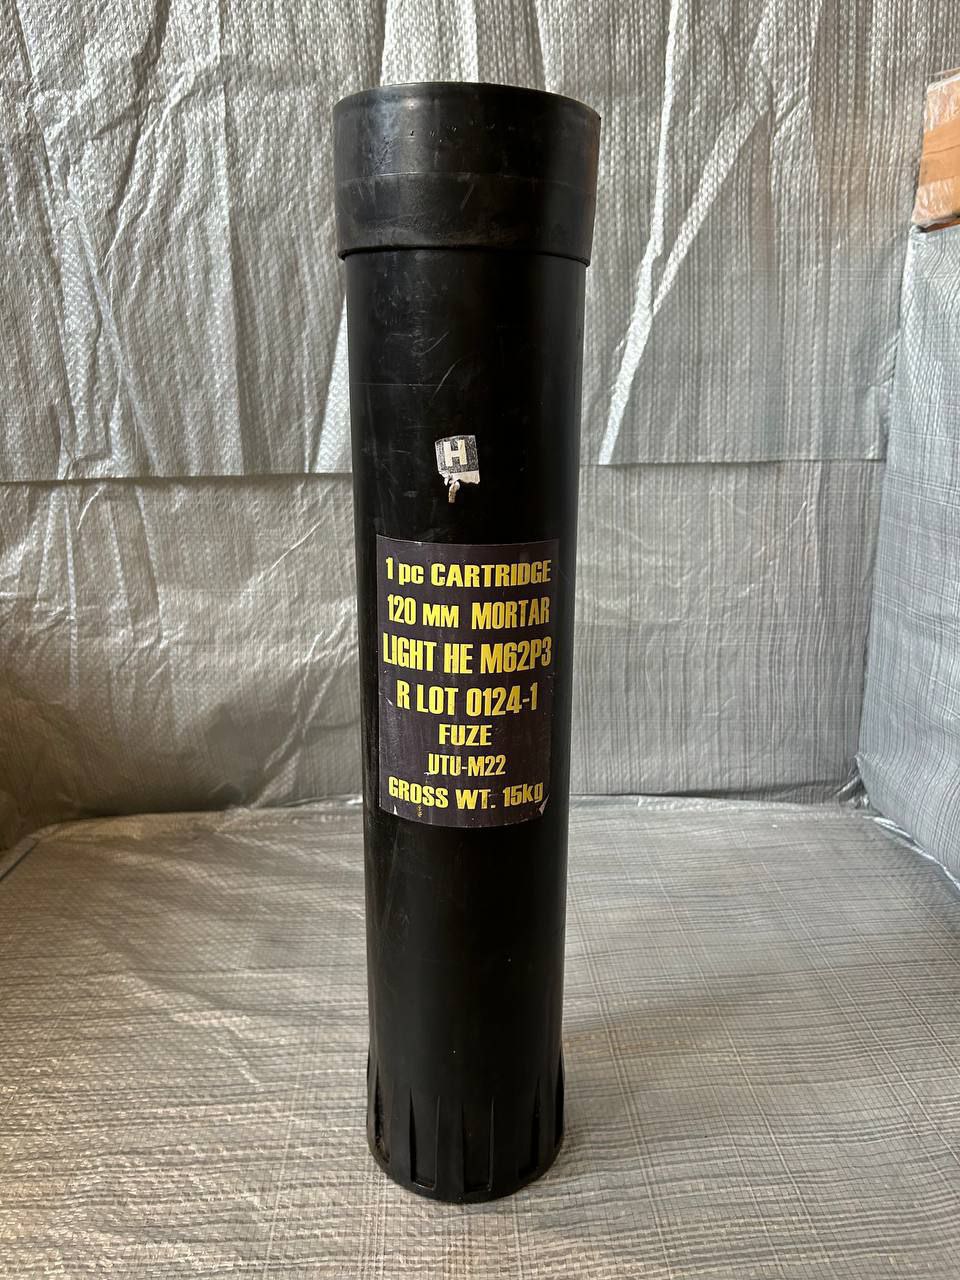 H
1 pc CARTRIDGE
120 MM MORTAR
LIGHT HE M62P3
R LOT 0124-1
FUZE
UTU-M22
GROSS WT. 15kg